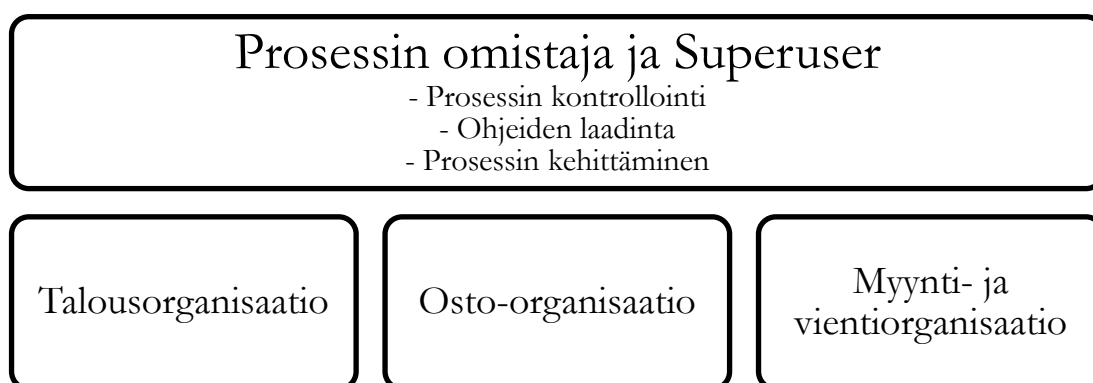 Prosessin omistaja ja Superuser
- Prosessin kontrollointi
- Ohjeiden laadinta
- Prosessin kehittäminen
Talousorganisaatio
Osto-organisaatio
Myynti- ja
vientiorganisaatio